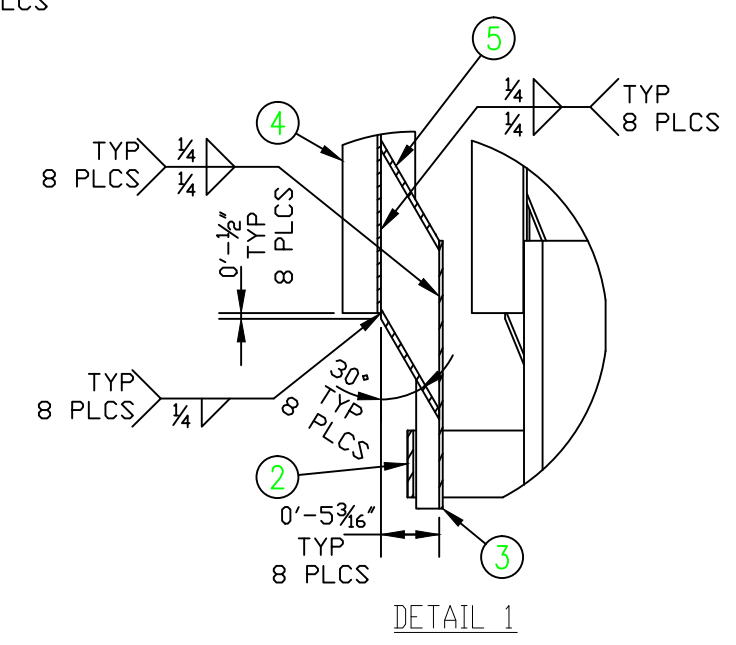 PLCS
5
1/4
1/4
TYP
8 PLCS
4
TYP
8 PLCS
1/4
1/4
0'-1/2"
TYP
8 PLCS
TYP
8 PLCS
1/4
30°
TYP
8 PLCS
2
0'-5 3/16"
TYP
8 PLCS
3
DETAIL 1